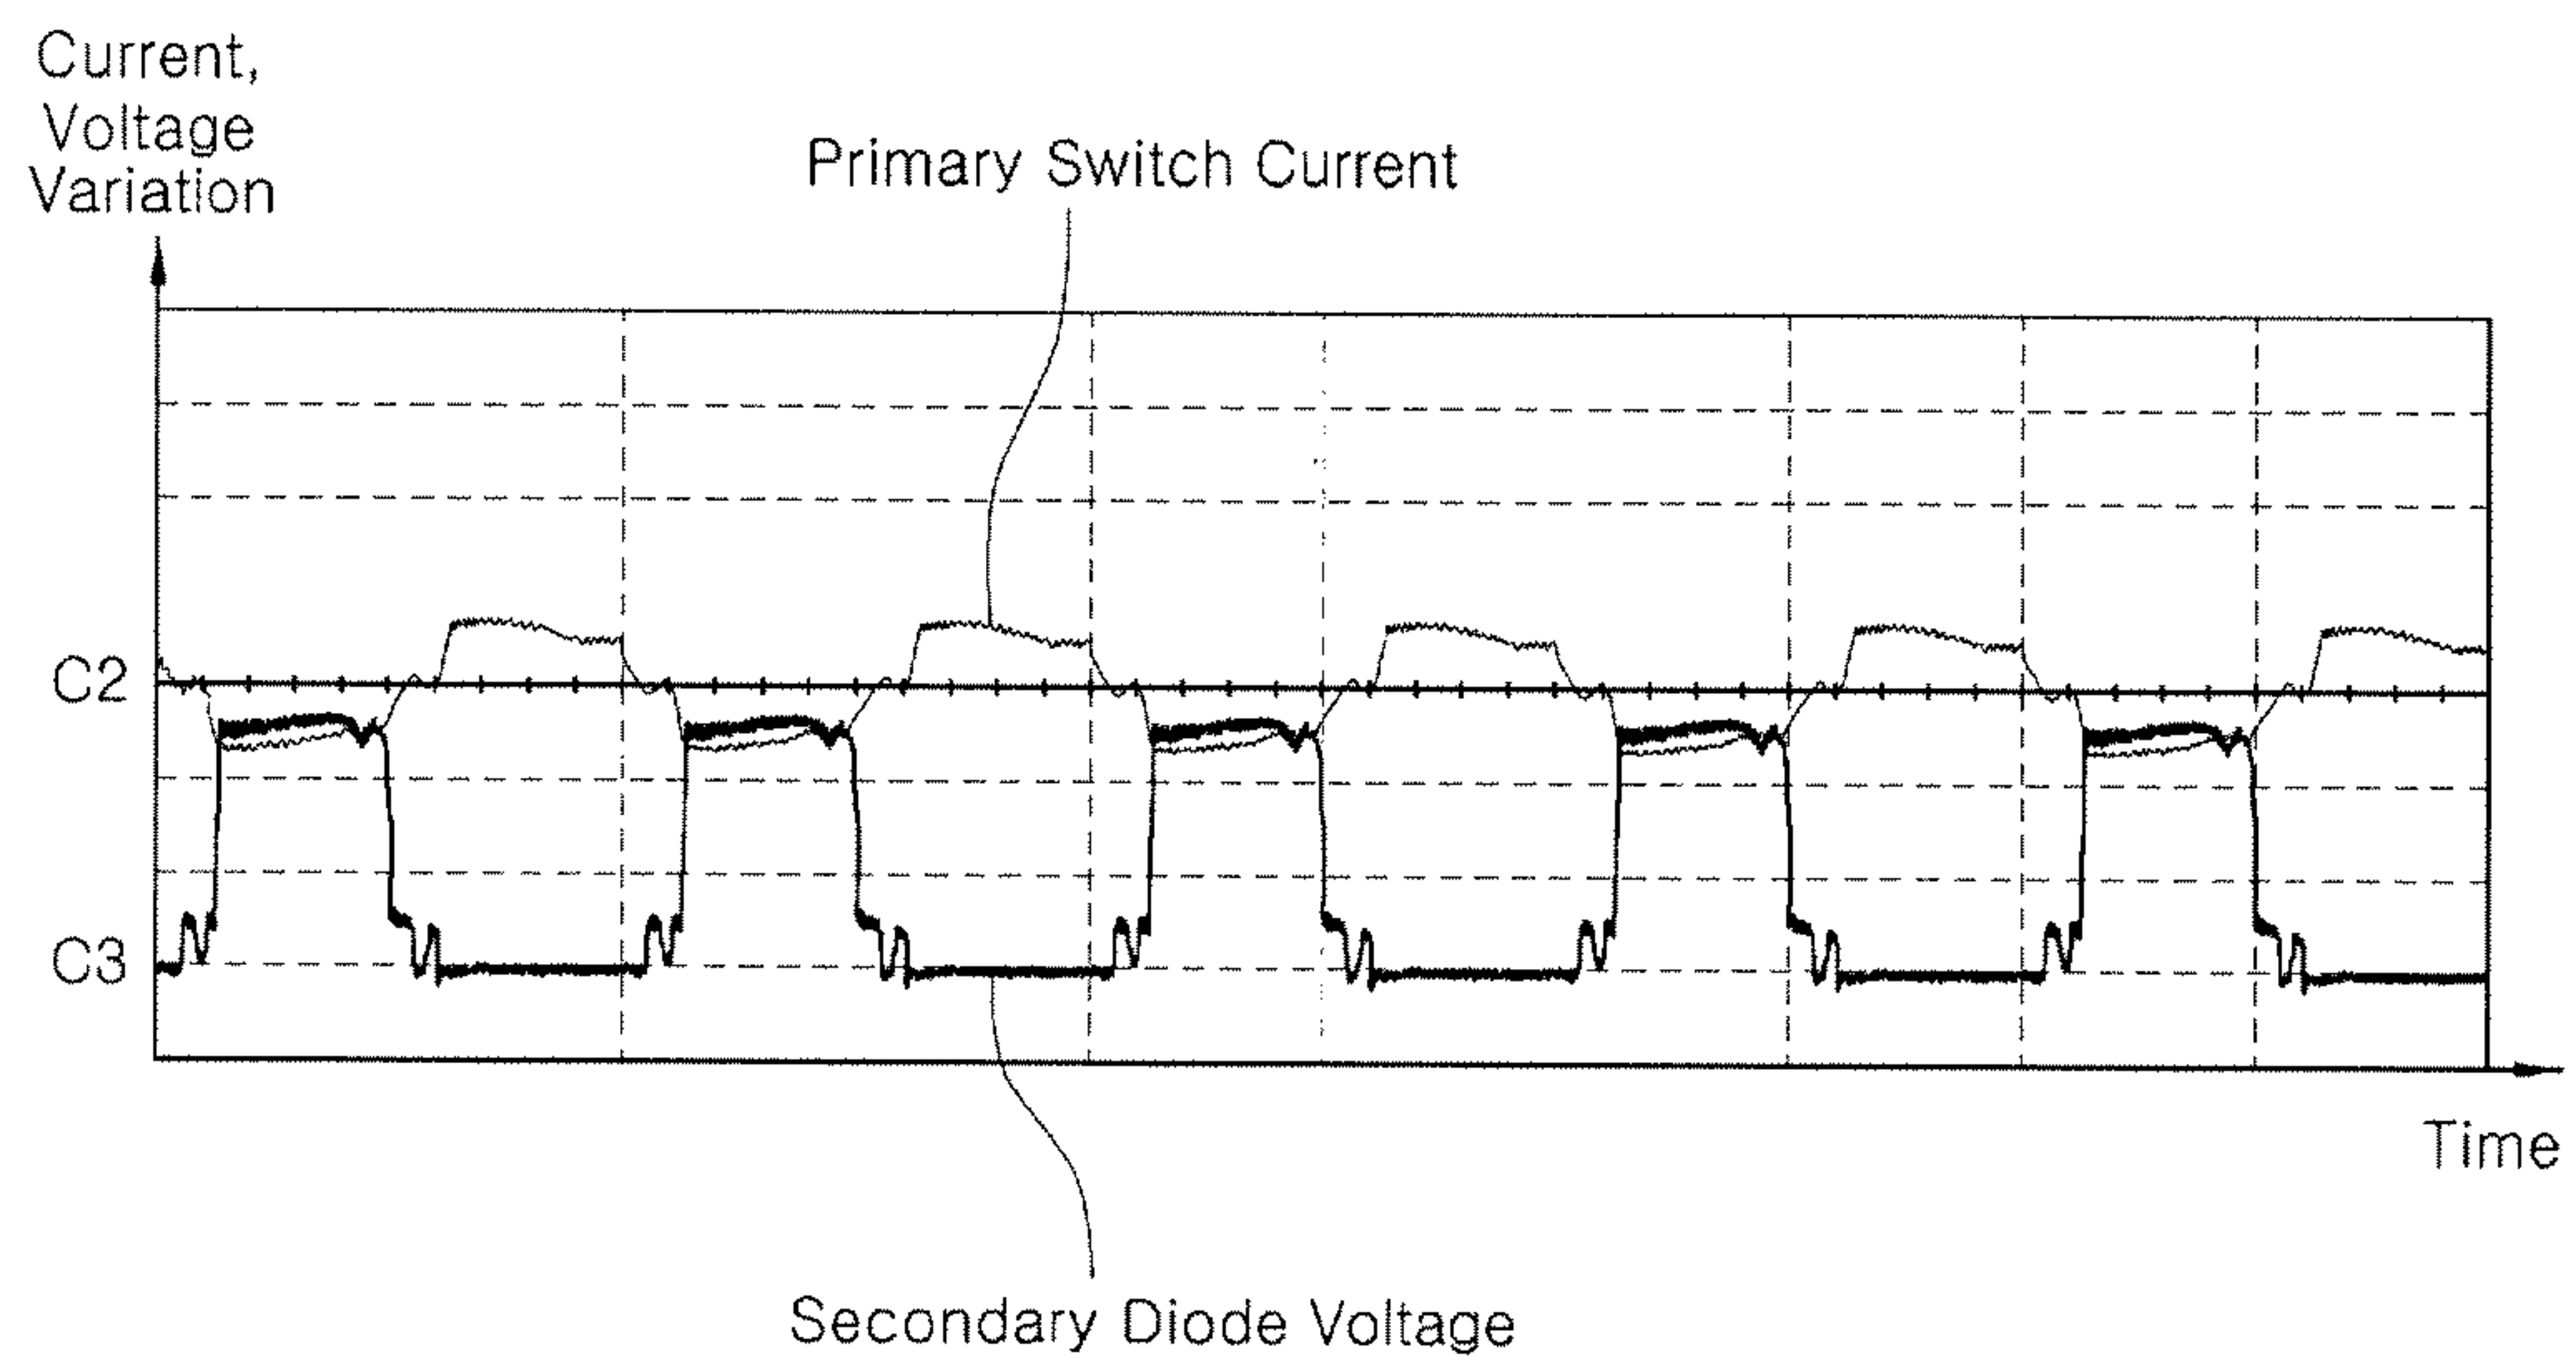 Current,
Voltage
Variation
Primary Switch Current
C2
C3
Time
Secondary Diode Voltage